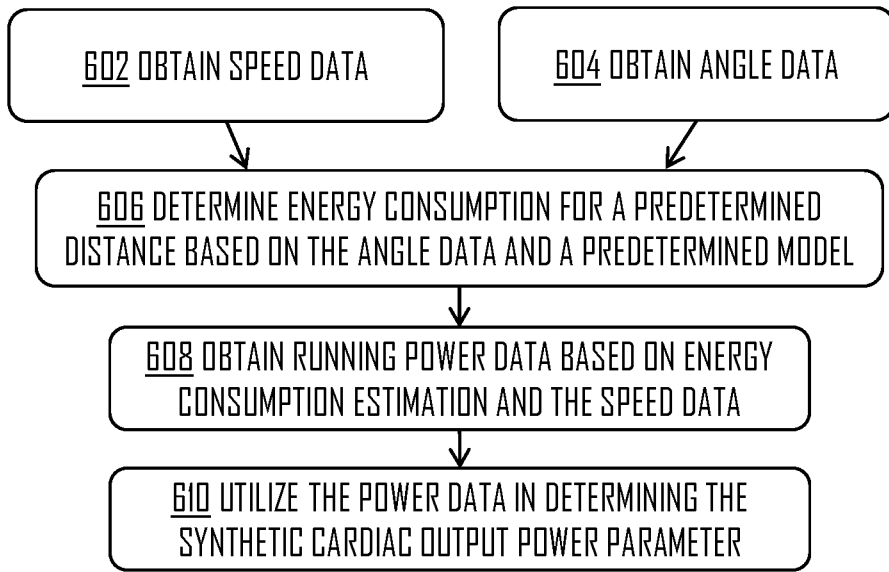 602 OBTAIN SPEED DATA
604 OBTAIN ANGLE DATA
606 DETERMINE ENERGY CONSUMPTION FOR A PREDETERMINED
DISTANCE BASED ON THE ANGLE DATA AND A PREDETERMINED MODEL
608 OBTAIN RUNNING POWER DATA BASED ON ENERGY
CONSUMPTION ESTIMATION AND THE SPEED DATA
610 UTILIZE THE POWER DATA IN DETERMINING THE
SYNTHETIC CARDIAC OUTPUT POWER PARAMETER